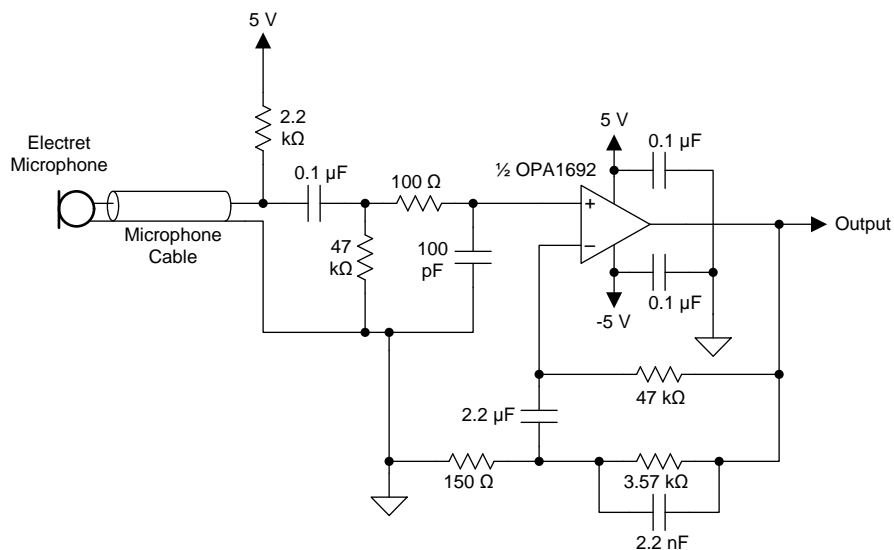 5 V
2.2
kΩ
Electret
Microphone
0.1 µF
100 Ω
½ OPA1692
5 V
0.1 µF
Microphone
Cable
47
kΩ
100
pF
Output
0.1 µF
-5 V
47 kΩ
2.2 µF
150 Ω
3.57 kΩ
2.2 nF